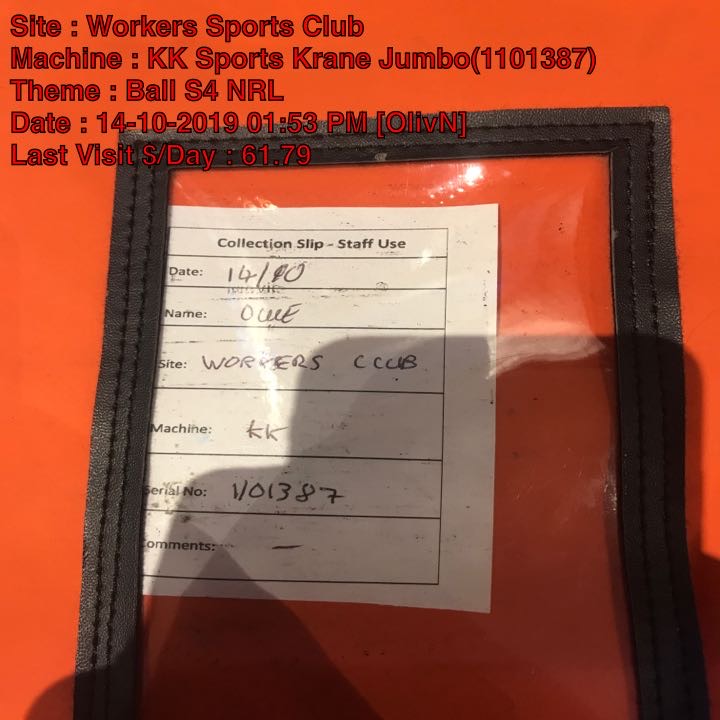 Site : Workers Sports Club
Machine : KK Sports Krane Jumbo(1101387)
Theme : Ball S4 NRL
Date : 14-10-2019 01:53 PM [OlivN]
Last Visit $/Day : 61.79
Collection Slip - Staff Use
Date: 14/10
Name: OLLIE
Site: WORKERS CLUB
Machine: KK
Serial No: 1101387
Comments: -